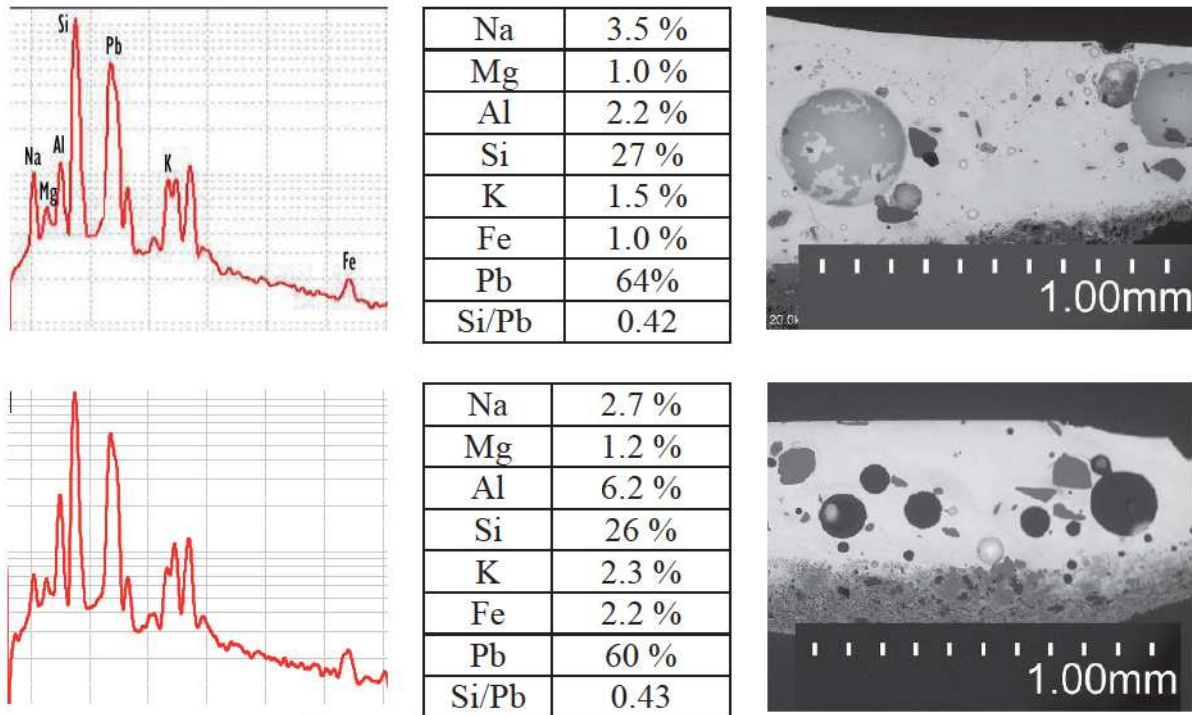 Si
Pb
Na
Al
Mg
K
Fe
Na 3.5 %
Mg 1.0 %
Al 2.2 %
Si 27 %
K 1.5 %
Fe 1.0 %
Pb 64%
Si/Pb 0.42
20.0k
1.00mm
Na 2.7 %
Mg 1.2 %
Al 6.2 %
Si 26 %
K 2.3 %
Fe 2.2 %
Pb 60 %
Si/Pb 0.43
1.00mm